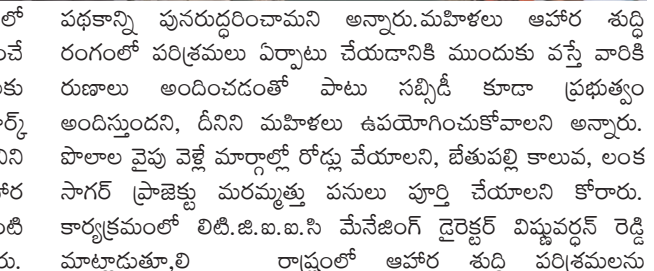 లో
ంచే
కు
ర్క్
ని
హార
ంటి
రు.
పథకాన్ని పునరుద్ధరించామని అన్నారు.మహిళలు ఆహార శుద్ధి
రంగంలో పరిశ్రమలు ఏర్పాటు చేయడానికి ముందుకు వస్తే వారికి
రుణాలు అందించడంతో పాటు సబ్సిడీ కూడా ప్రభుత్వం
అందిస్తుందని, దీనిని మహిళలు ఉపయోగించుకోవాలని అన్నారు.
పొలాల వైపు వెళ్లే మార్గాల్లో రోడ్లు వేయాలని, బేతుపల్లి కాలువ, లంక
సాగర్ ప్రాజెక్టు మరమ్మత్తు పనులు పూర్తి చేయాలని కోరారు.
కార్యక్రమంలో లిటి.జి.ఐ.ఐ.సి మేనేజింగ్ డైరెక్టర్ విష్ణువర్ధన్ రెడ్డి
మాట్లాడుతూ,లి రాష్ట్రంలో ఆహార శుద్ధి పరిశ్రమలను